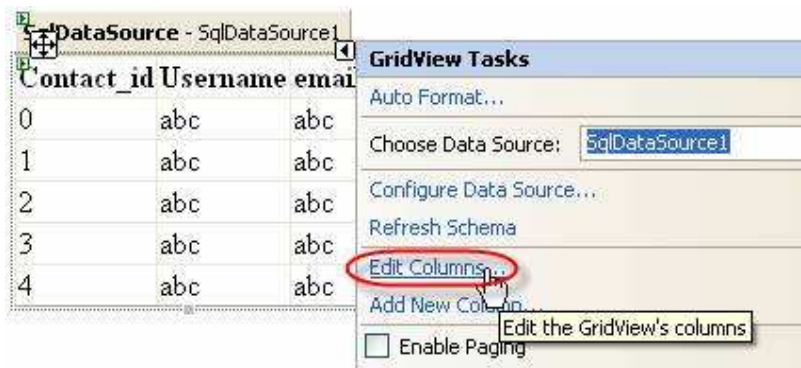 SqlDataSource - SqlDataSource1
Contact_id Username emai
0 abc abc
1 abc abc
2 abc abc
3 abc abc
4 abc abc
GridView Tasks
Auto Format...
Choose Data Source: SqlDataSource1
Configure Data Source...
Refresh Schema
Edit Columns...
Add New Column...
Edit the GridView's columns
Enable Paging